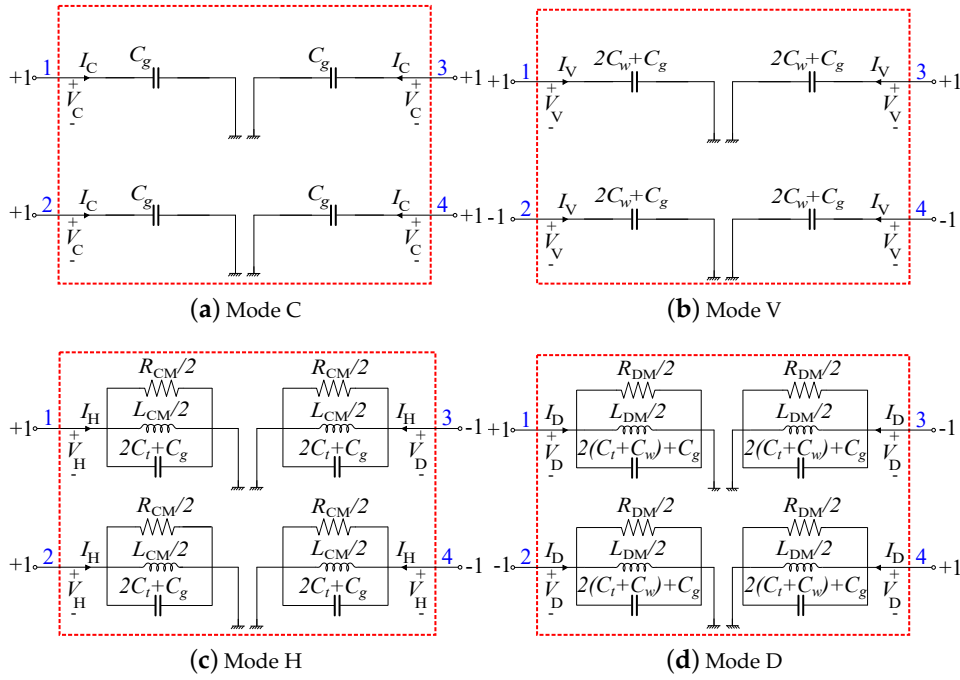 1 I_C C_g C_g I_C 3
+1 +1
+ V_C - + V_C -
2 I_C C_g C_g I_C 4
+1 +1
+ V_C - + V_C -
(a) Mode C
1 I_V 2C_w+C_g 2C_w+C_g I_V 3
+1 +1
+ V_V - + V_V -
2 I_V 2C_w+C_g 2C_w+C_g I_V 4
-1 -1
+ V_V - + V_V -
(b) Mode V
R_CM/2 R_CM/2
1 I_H L_CM/2 L_CM/2 I_H 3
+1 -1
+ V_H - 2C_t+C_g 2C_t+C_g + V_D -
R_CM/2 R_CM/2
2 I_H L_CM/2 L_CM/2 I_H 4
+1 -1
+ V_H - 2C_t+C_g 2C_t+C_g + V_H -
(c) Mode H
R_DM/2 R_DM/2
1 I_D L_DM/2 L_DM/2 I_D 3
+1 -1
+ V_D - 2(C_t+C_w)+C_g 2(C_t+C_w)+C_g + V_D -
R_DM/2 R_DM/2
2 I_D L_DM/2 L_DM/2 I_D 4
-1 +1
+ V_D - 2(C_t+C_w)+C_g 2(C_t+C_w)+C_g + V_D -
(d) Mode D